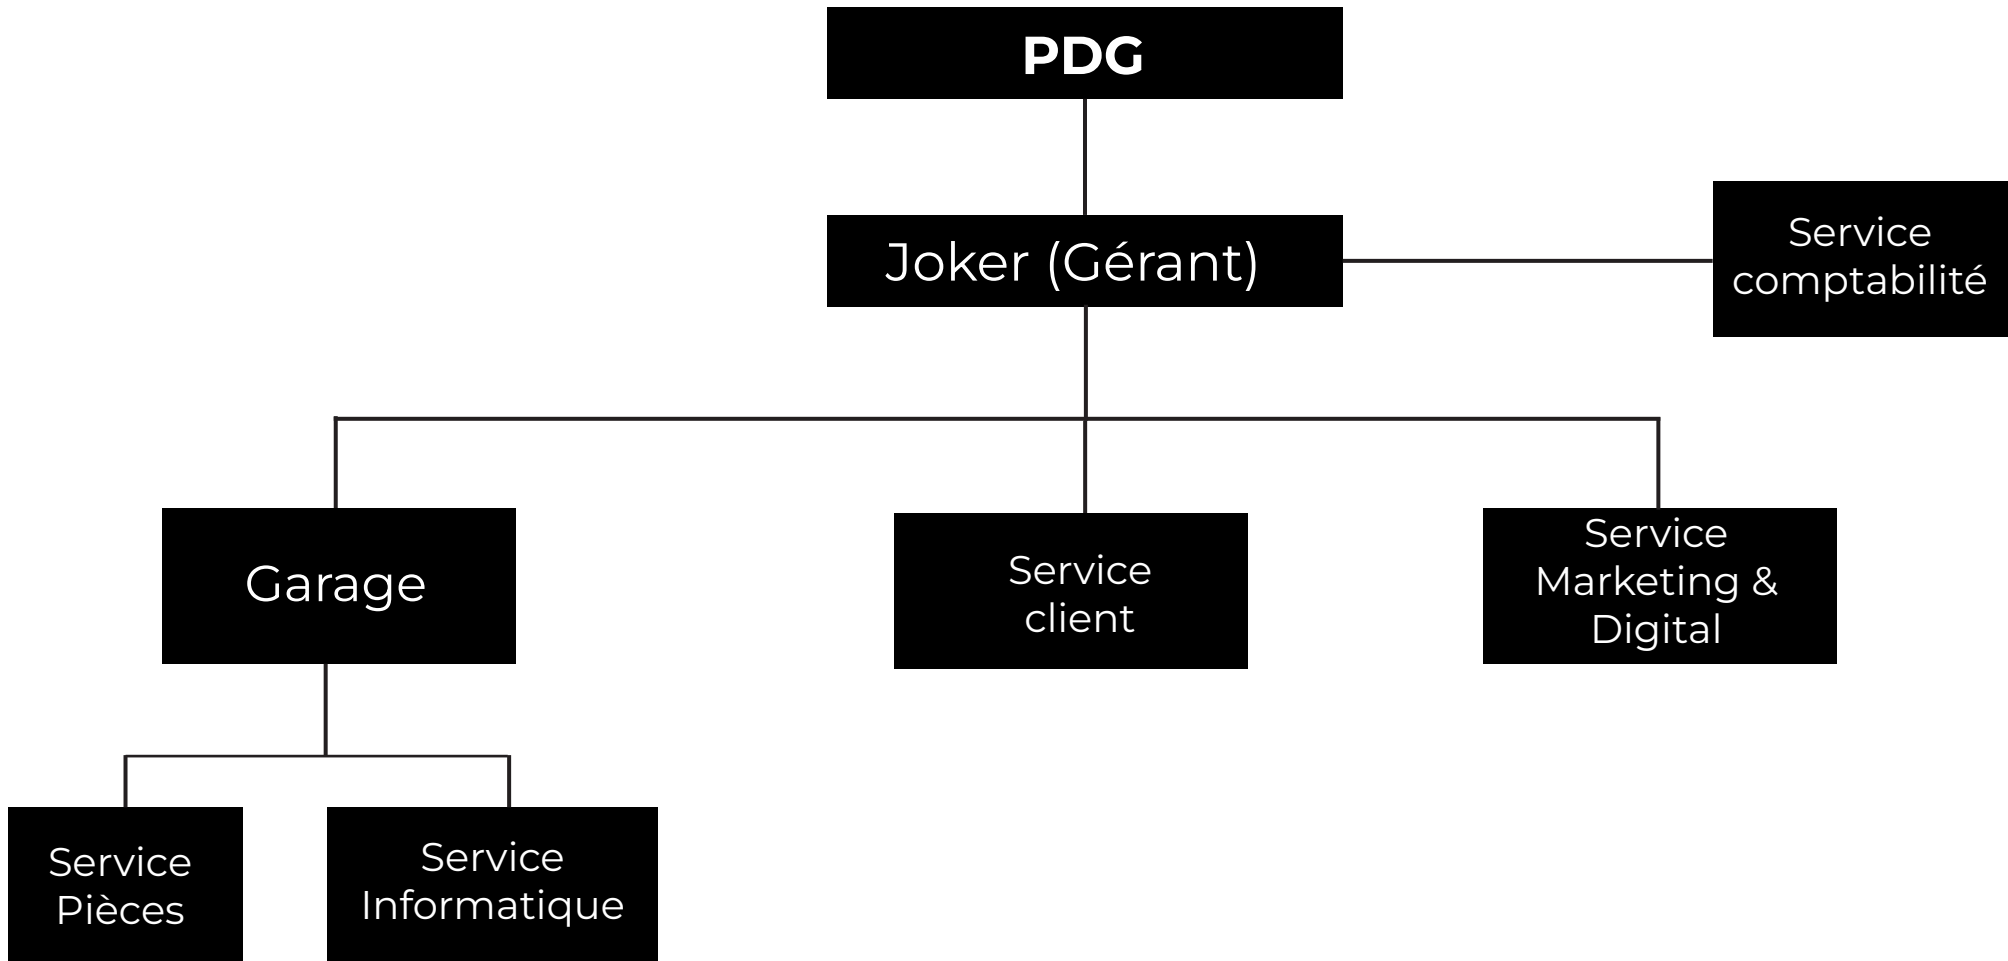 PDG
Joker (Gérant)
Service
comptabilité
Garage
Service
client
Service
Marketing &
Digital
Service
Pièces
Service
Informatique